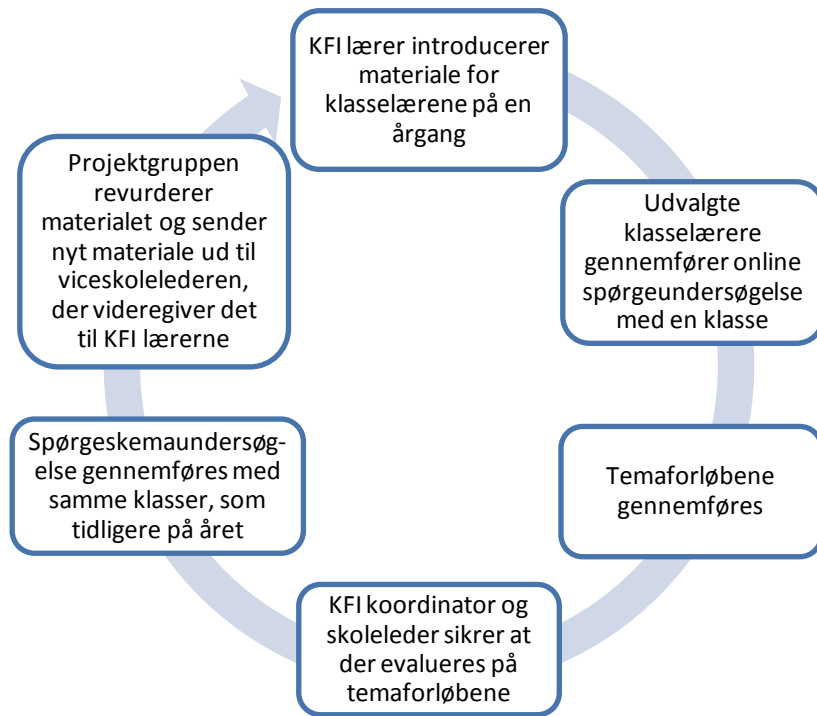 KFI lærer introducerer
materiale for
klasselærene på en
årgang
Udvalgte
klasselærere
gennemfører online
spørgeundersøgelse
med en klasse
Temaforløbene
gennemføres
KFI koordinator og
skoleleder sikrer at
der evalueres på
temaforløbene
Spørgeskemaundersøg-
else gennemføres med
samme klasser, som
tidligere på året
Projektgruppen
revurderer
materialet og sender
nyt materiale ud til
viceskolelederen,
der videregiver det
til KFI lærerne